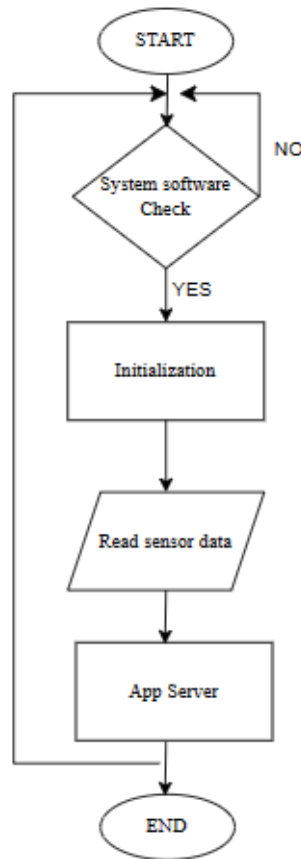 START
NO
System software
Check
YES
Initialization
Read sensor data
App Server
END